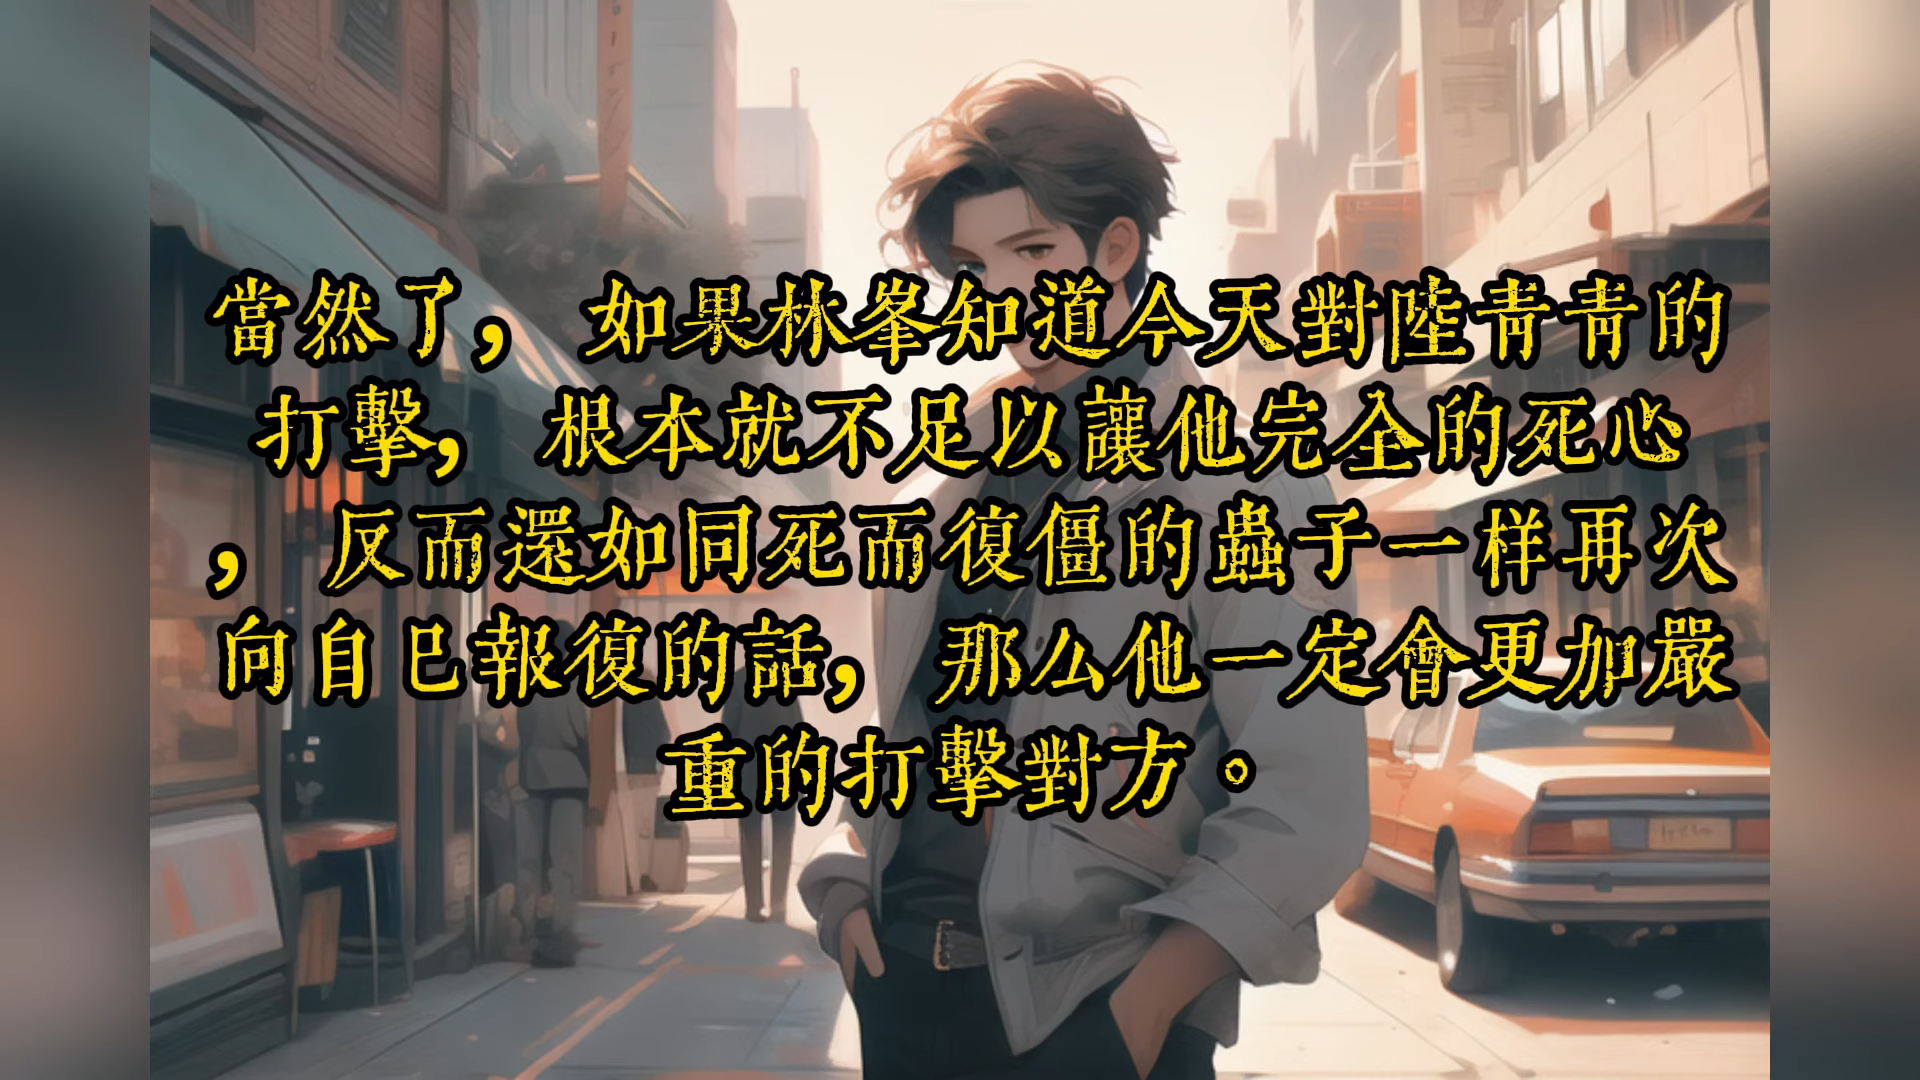 當然了，如果林峯知道今天對陸青青的
打擊，根本就不足以讓他完全的死心
，反而還如同死而復僵的蟲子一样再次
向自已報復的話，那么他一定會更加嚴
重的打擊對方。